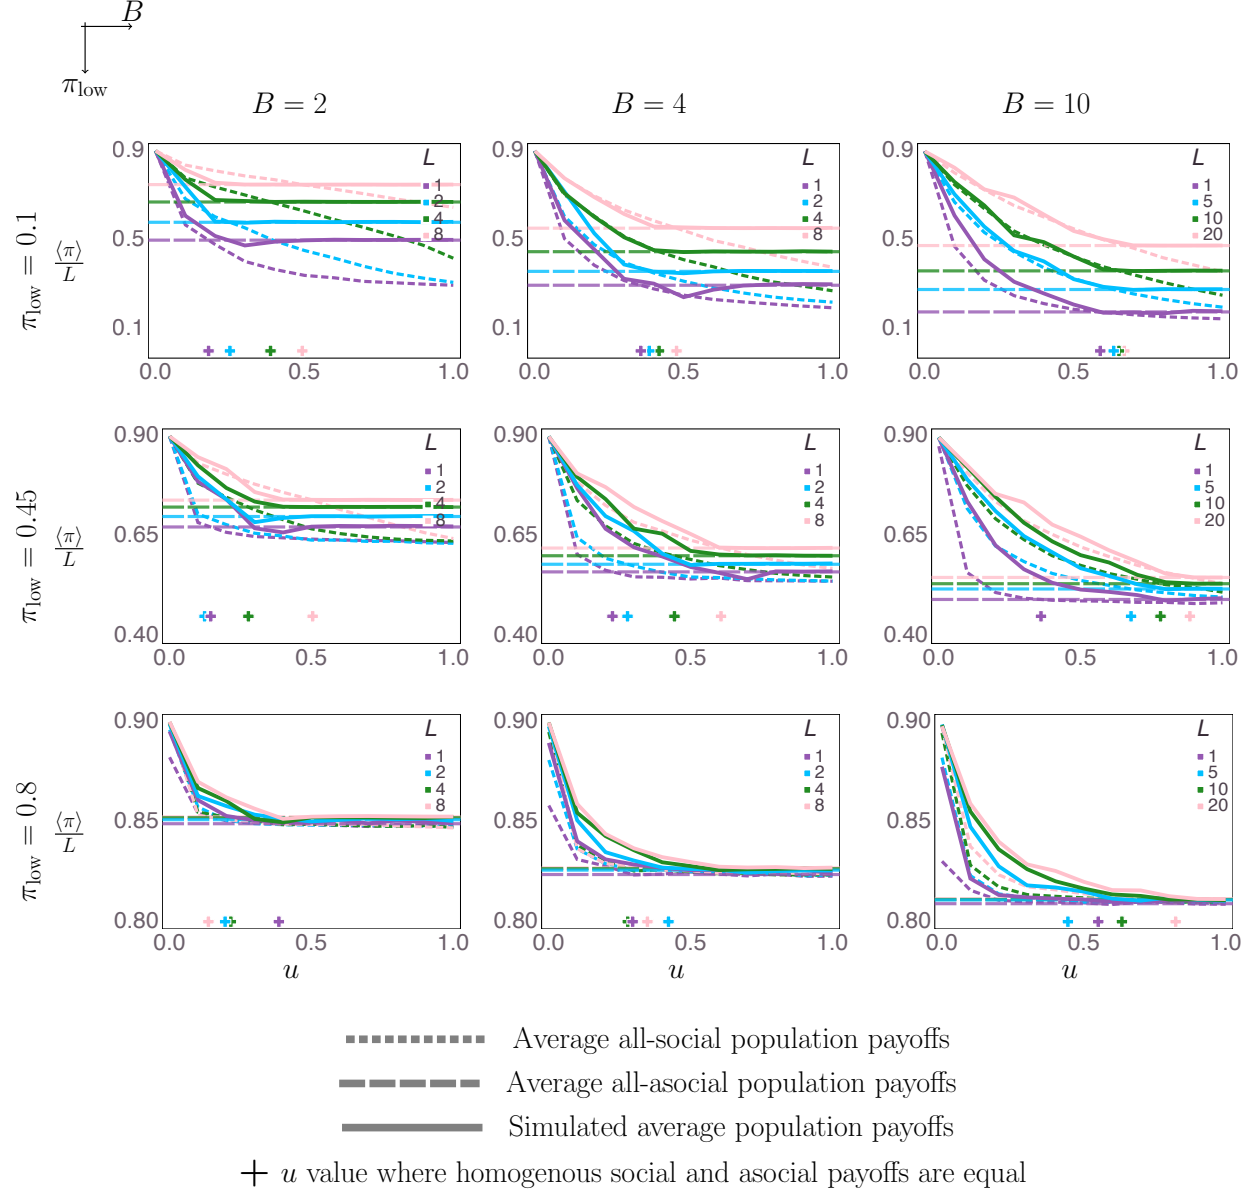 B
π_low
B = 2
B = 4
B = 10
π_low = 0.1
⟨π⟩/L
0.9
0.5
0.1
0.0 0.5 1.0
L
1
2
4
8
0.9
0.5
0.1
0.0 0.5 1.0
L
1
2
4
8
0.9
0.5
0.1
0.0 0.5 1.0
L
1
5
10
20
π_low = 0.45
⟨π⟩/L
0.90
0.65
0.40
0.0 0.5 1.0
L
1
2
4
8
0.90
0.65
0.40
0.0 0.5 1.0
L
1
2
4
8
0.90
0.65
0.40
0.0 0.5 1.0
L
1
5
10
20
π_low = 0.8
⟨π⟩/L
0.90
0.85
0.80
0.0 0.5 1.0
u
L
1
2
4
8
0.90
0.85
0.80
0.0 0.5 1.0
u
L
1
2
4
8
0.90
0.85
0.80
0.0 0.5 1.0
u
L
1
5
10
20
Average all-social population payoffs
Average all-asocial population payoffs
Simulated average population payoffs
+ u value where homogenous social and asocial payoffs are equal